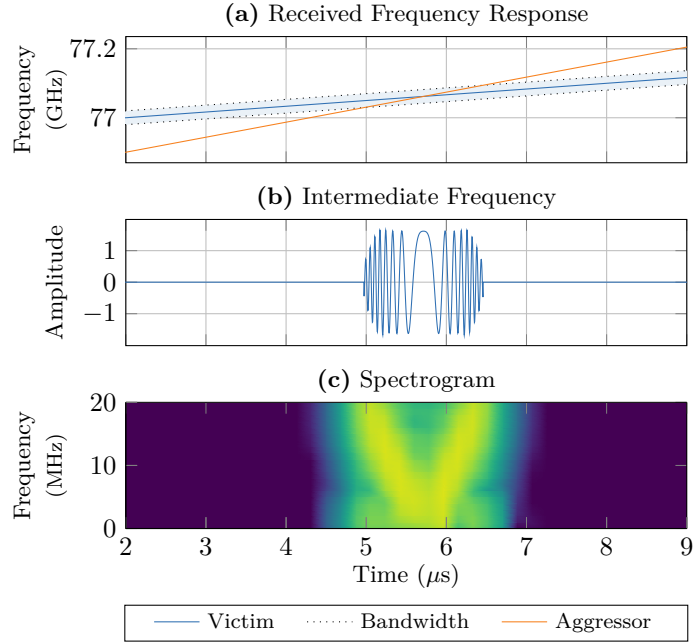 (a) Received Frequency Response
Frequency
(GHz)
77.2
77
(b) Intermediate Frequency
Amplitude
1
0
−1
(c) Spectrogram
Frequency
(MHz)
20
10
0
2 3 4 5 6 7 8 9
Time (μs)
Victim Bandwidth Aggressor